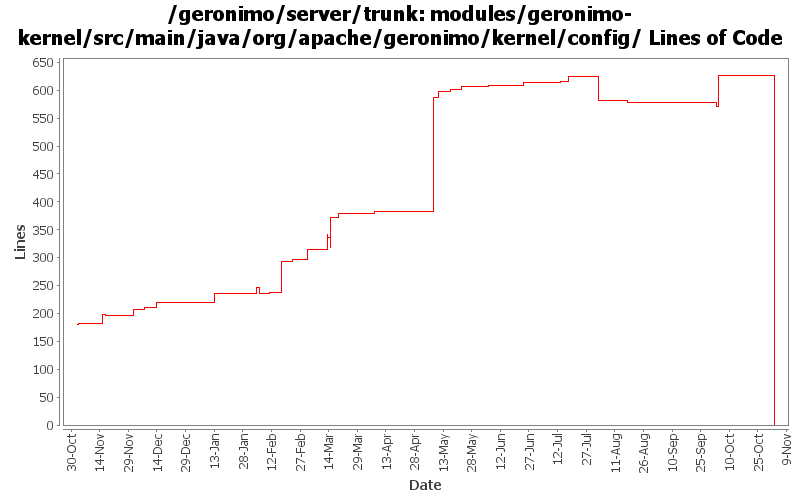 /geronimo/server/trunk: modules/geronimo-
kernel/src/main/java/org/apache/geronimo/kernel/config/ Lines of Code
650
600
550
500
450
400
350
300
250
200
150
100
50
0
Lines
30-Oct
14-Nov
29-Nov
14-Dec
29-Dec
13-Jan
28-Jan
12-Feb
27-Feb
14-Mar
29-Mar
13-Apr
28-Apr
13-May
28-May
12-Jun
27-Jun
12-Jul
27-Jul
11-Aug
26-Aug
10-Sep
25-Sep
10-Oct
25-Oct
9-Nov
Date